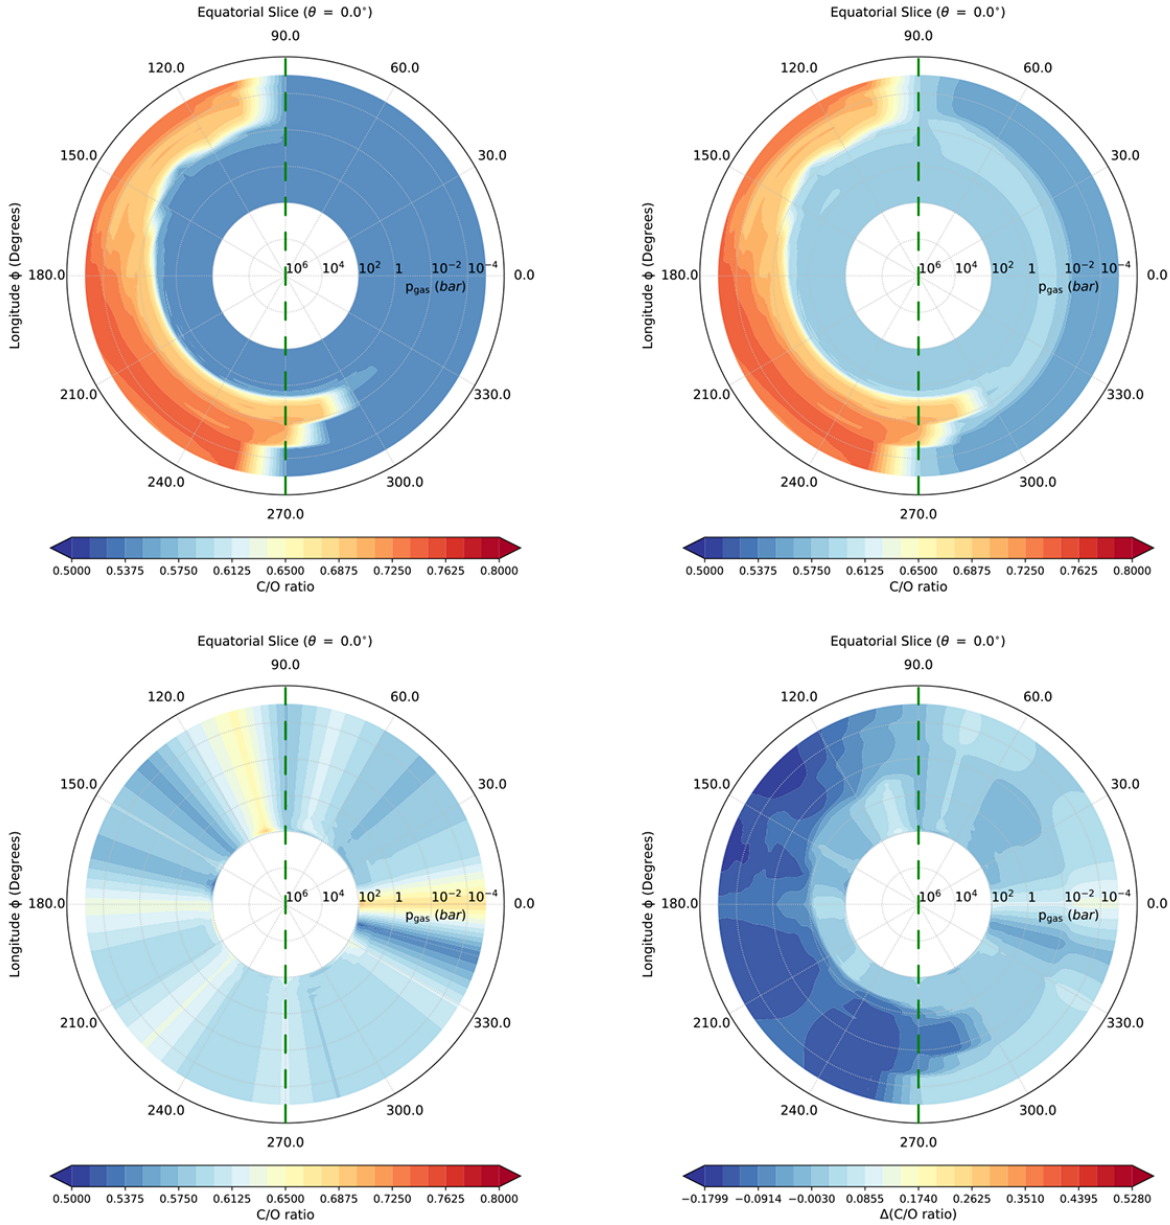 Equatorial Slice (θ = 0.0°)
90.0
120.0
60.0
150.0
30.0
Longitude ϕ (Degrees)
180.0
10⁶ 10⁴ 10² 1 10⁻² 10⁻⁴
0.0
p_gas (bar)
210.0
330.0
240.0
300.0
270.0
0.5000 0.5375 0.5750 0.6125 0.6500 0.6875 0.7250 0.7625 0.8000
C/O ratio
Equatorial Slice (θ = 0.0°)
90.0
120.0
60.0
150.0
30.0
Longitude ϕ (Degrees)
180.0
10⁶ 10⁴ 10² 1 10⁻² 10⁻⁴
0.0
p_gas (bar)
210.0
330.0
240.0
300.0
270.0
0.5000 0.5375 0.5750 0.6125 0.6500 0.6875 0.7250 0.7625 0.8000
C/O ratio
Equatorial Slice (θ = 0.0°)
90.0
120.0
60.0
150.0
30.0
Longitude ϕ (Degrees)
180.0
10⁶ 10⁴ 10² 1 10⁻² 10⁻⁴
0.0
p_gas (bar)
210.0
330.0
240.0
300.0
270.0
0.5000 0.5375 0.5750 0.6125 0.6500 0.6875 0.7250 0.7625 0.8000
C/O ratio
Equatorial Slice (θ = 0.0°)
90.0
120.0
60.0
150.0
30.0
Longitude ϕ (Degrees)
180.0
10⁶ 10⁴ 10² 1 10⁻² 10⁻⁴
0.0
p_gas (bar)
210.0
330.0
240.0
300.0
270.0
−0.1799 −0.0914 −0.0030 0.0855 0.1740 0.2625 0.3510 0.4395 0.5280
Δ(C/O ratio)